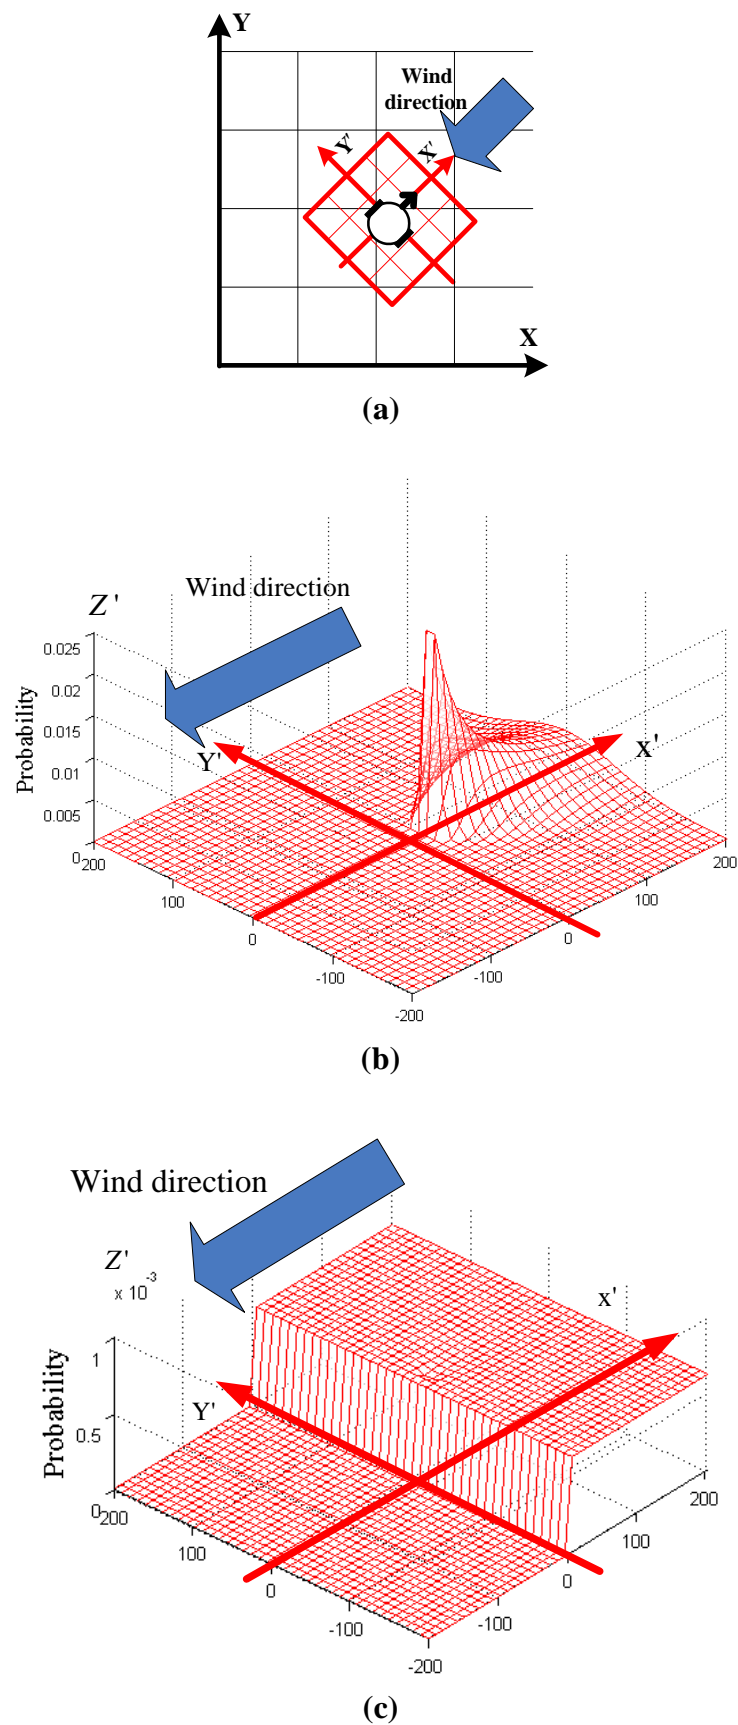 Y
Wind
direction
Y'
X'
X
(a)
Wind direction
Z'
0.025
0.02
0.015
0.01
0.005
0
Probability
Y'
x'
200
100
0
-100
-200
-100
0
100
200
(b)
Wind direction
Z'
x 10⁻³
x'
1
0.5
0
Probability
Y'
200
100
0
-100
-200
-100
0
100
200
(c)